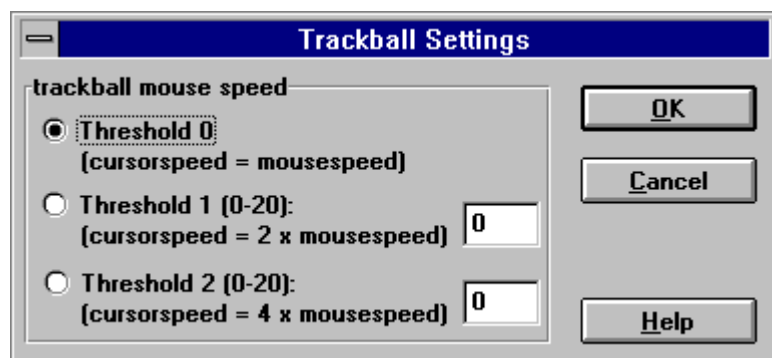 Trackball Settings
trackball mouse speed
Threshold 0
(cursorspeed = mousespeed)
Threshold 1 (0-20):
(cursorspeed = 2 x mousespeed) 0
Threshold 2 (0-20):
(cursorspeed = 4 x mousespeed) 0
OK
Cancel
Help